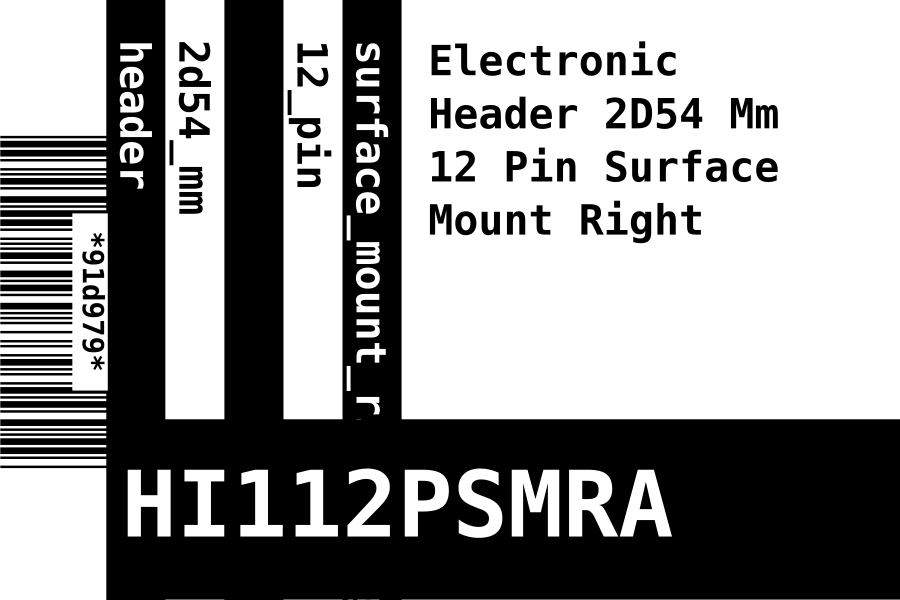 *91d979*
header
2d54_mm
12_pin
surface_mount_r
Electronic
Header 2D54 Mm
12 Pin Surface
Mount Right
HI112PSMRA